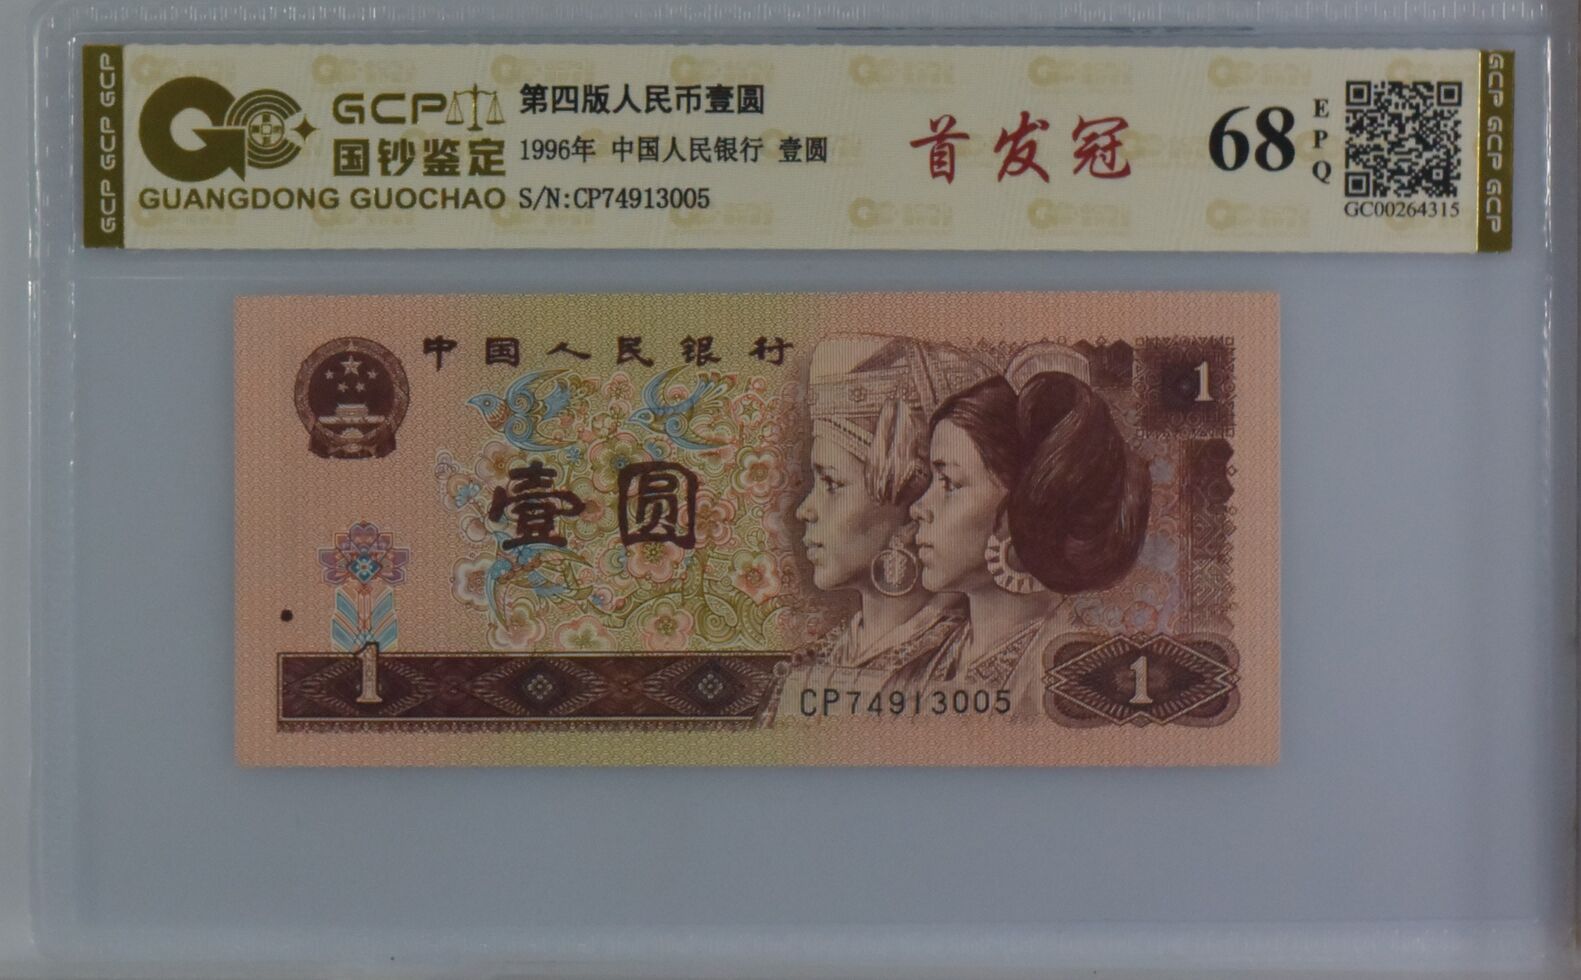 GCP GCP GCP
GCP
国钞鉴定
GUANGDONG GUOCHAO
第四版人民币壹圆
1996年 中国人民银行 壹圆
S/N:CP74913005
首发冠
68
EPQ
GC00264315
GCP GCP GCP
中国人民银行
1
壹圆
1
CP74913005
1